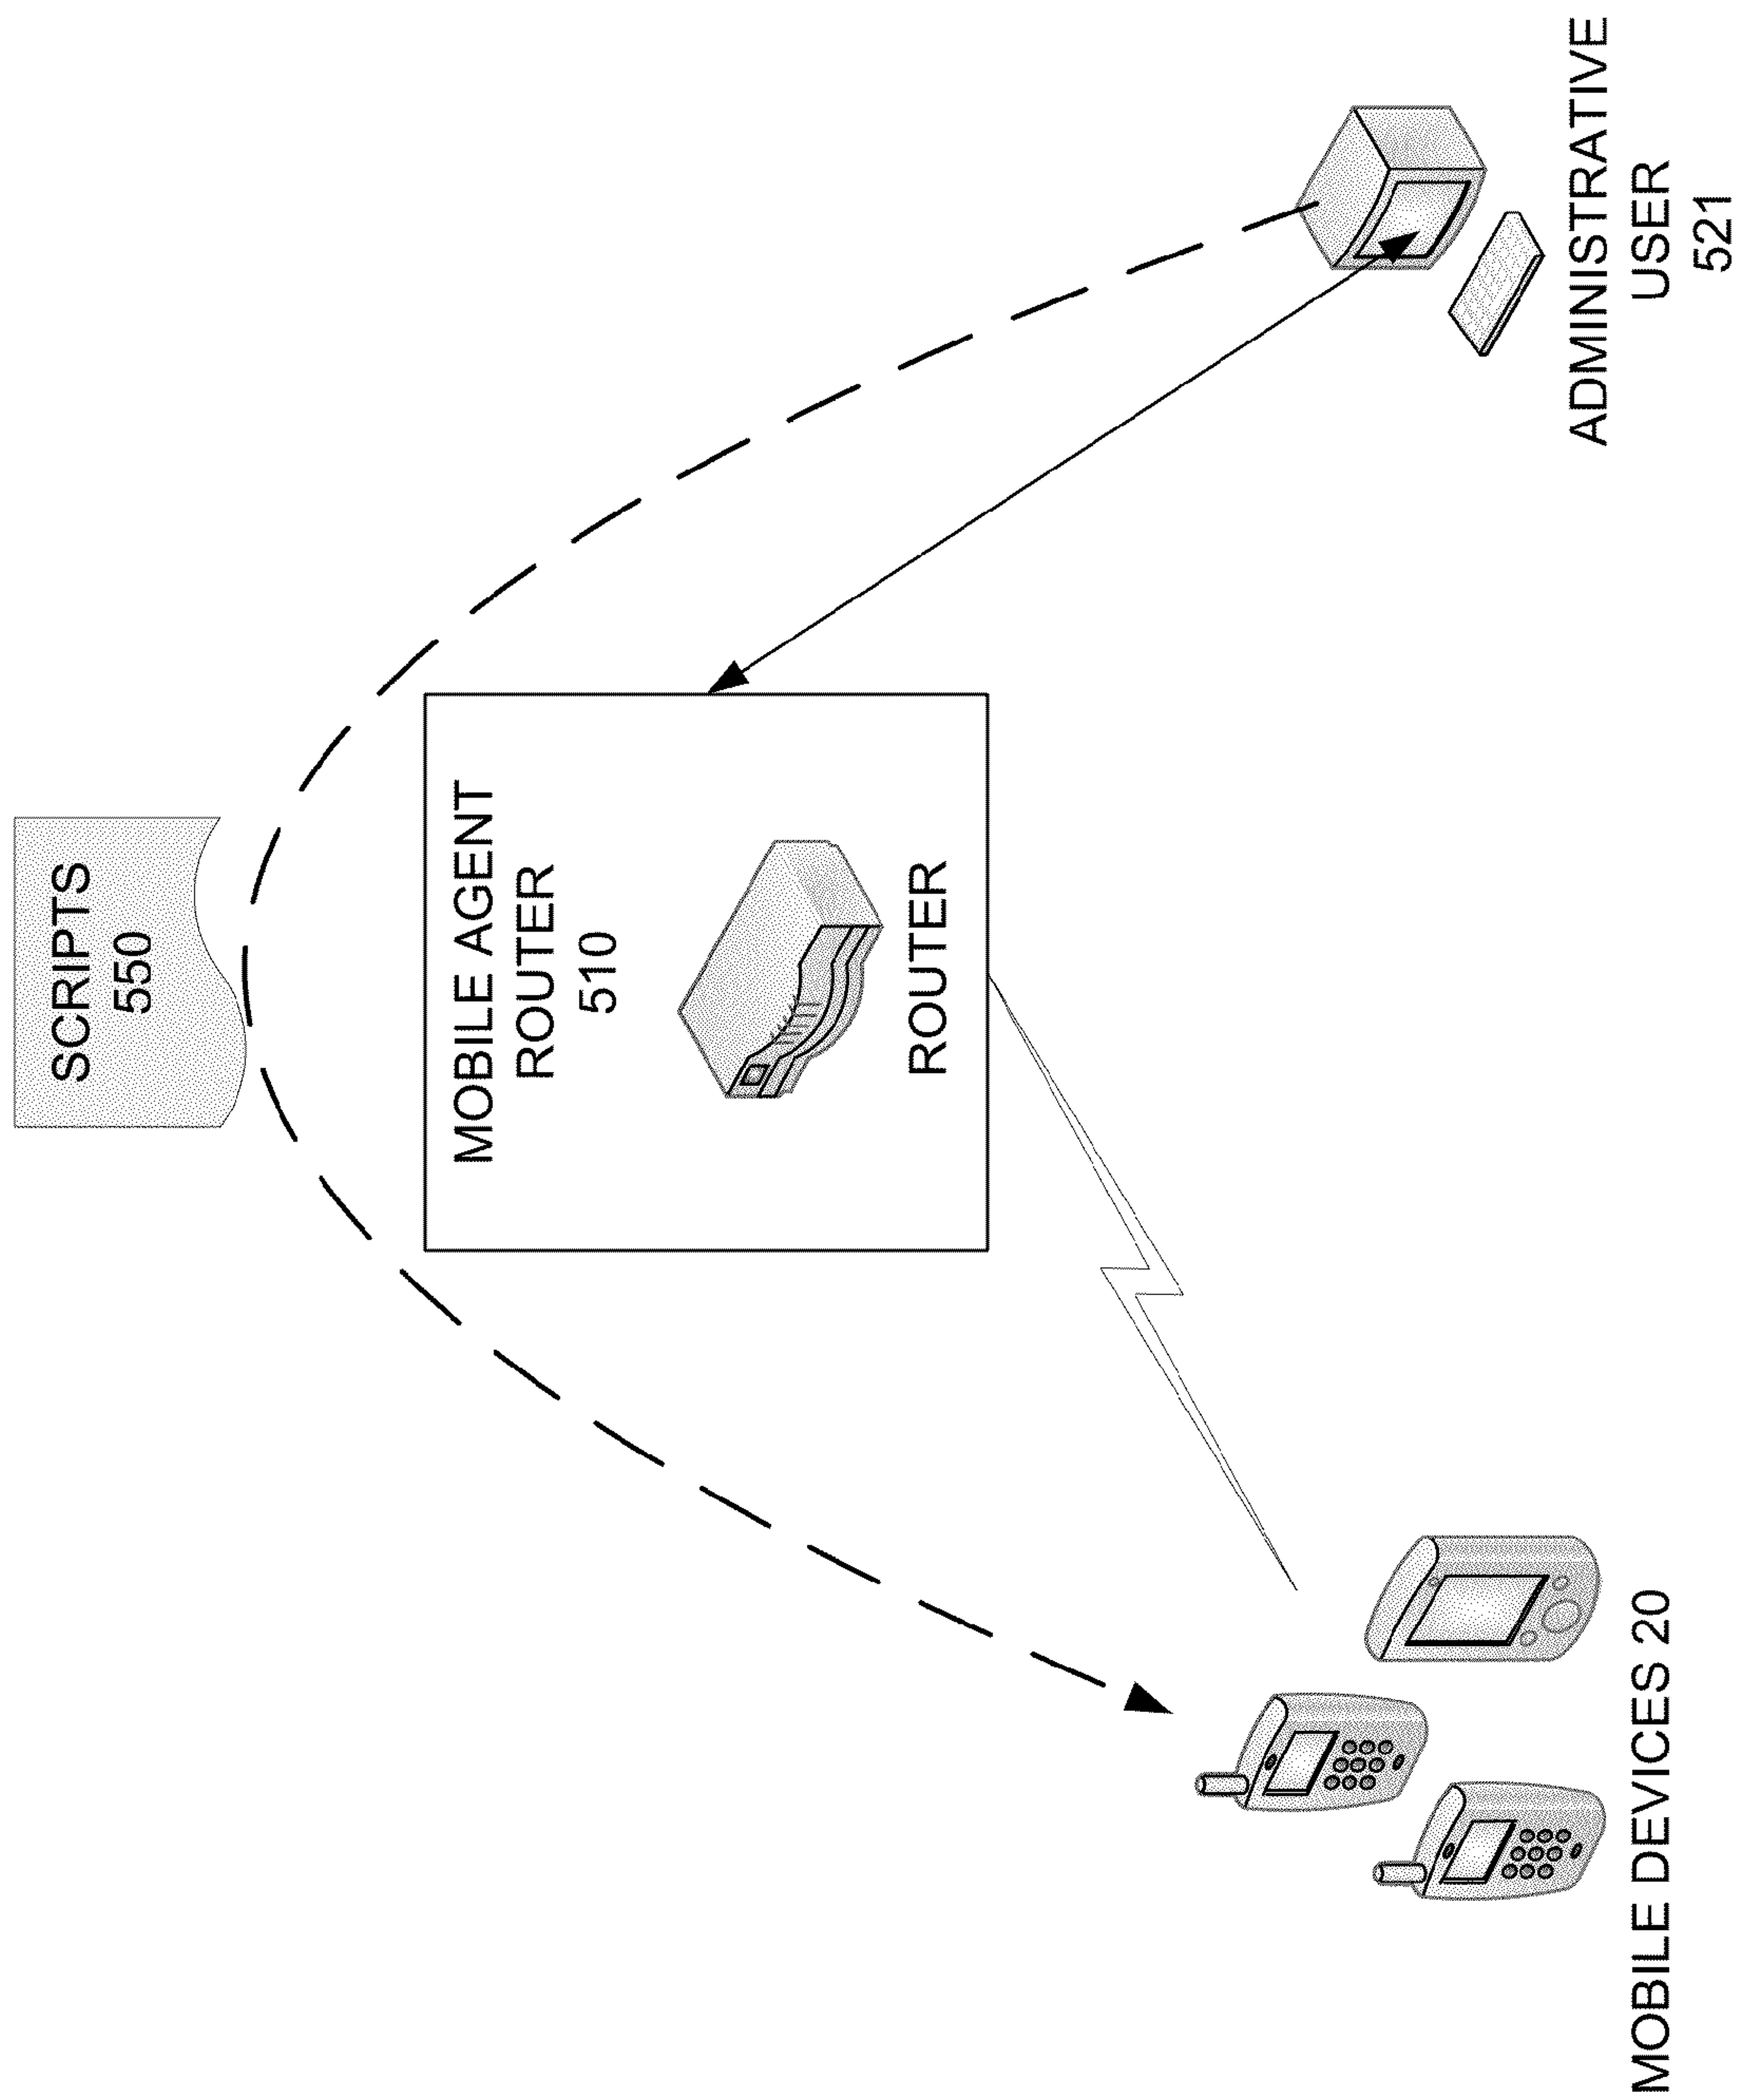 SCRIPTS
550
MOBILE AGENT
ROUTER
510
ROUTER
MOBILE DEVICES 20
ADMINISTRATIVE
USER
521